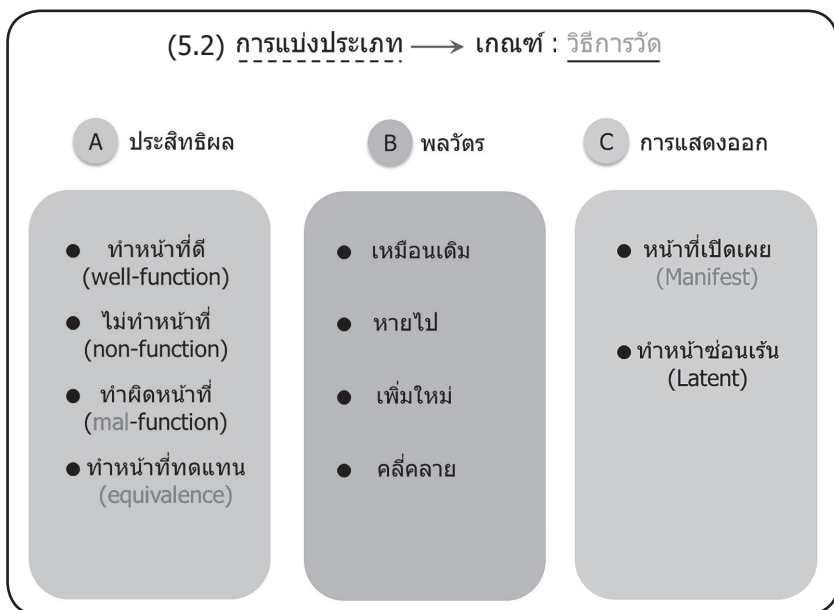 (5.2) การแบ่งประเภท → เกณฑ์ : วิธีการวัด
A ประสิทธิผล
● ทำหน้าที่ดี
(well-function)
● ไม่ทำหน้าที่
(non-function)
● ทำผิดหน้าที่
(mal-function)
● ทำหน้าที่ทดแทน
(equivalence)
B พลวัตร
● เหมือนเดิม
● หายไป
● เพิ่มใหม่
● คลี่คลาย
C การแสดงออก
● หน้าที่เปิดเผย
(Manifest)
● ทำหน้าซ่อนเร้น
(Latent)